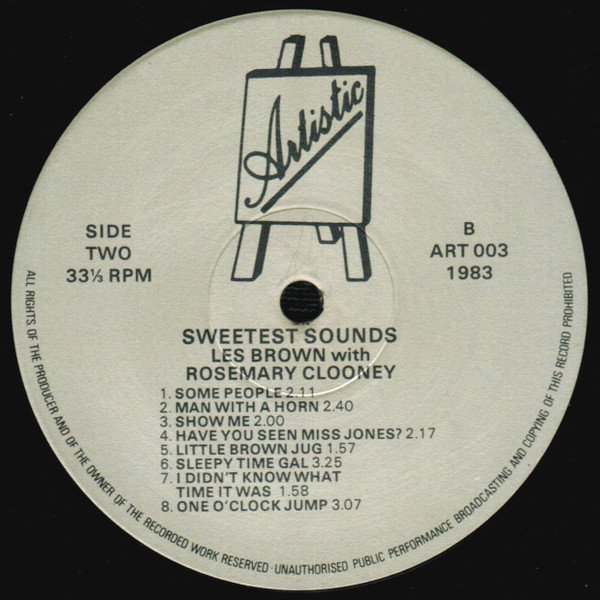 Artistic
SIDE
TWO
33⅓ RPM
B
ART 003
1983
SWEETEST SOUNDS
LES BROWN with
ROSEMARY CLOONEY
1. SOME PEOPLE 2.11
2. MAN WITH A HORN 2.40
3. SHOW ME 2.00
4. HAVE YOU SEEN MISS JONES? 2.17
5. LITTLE BROWN JUG 1.57
6. SLEEPY TIME GAL 3.25
7. I DIDN'T KNOW WHAT
TIME IT WAS 1.58
8. ONE O'CLOCK JUMP 3.07
ALL RIGHTS OF THE PRODUCER AND OF THE OWNER OF THE RECORDED WORK RESERVED · UNAUTHORISED PUBLIC PERFORMANCE BROADCASTING AND COPYING OF THIS RECORD PROHIBITED